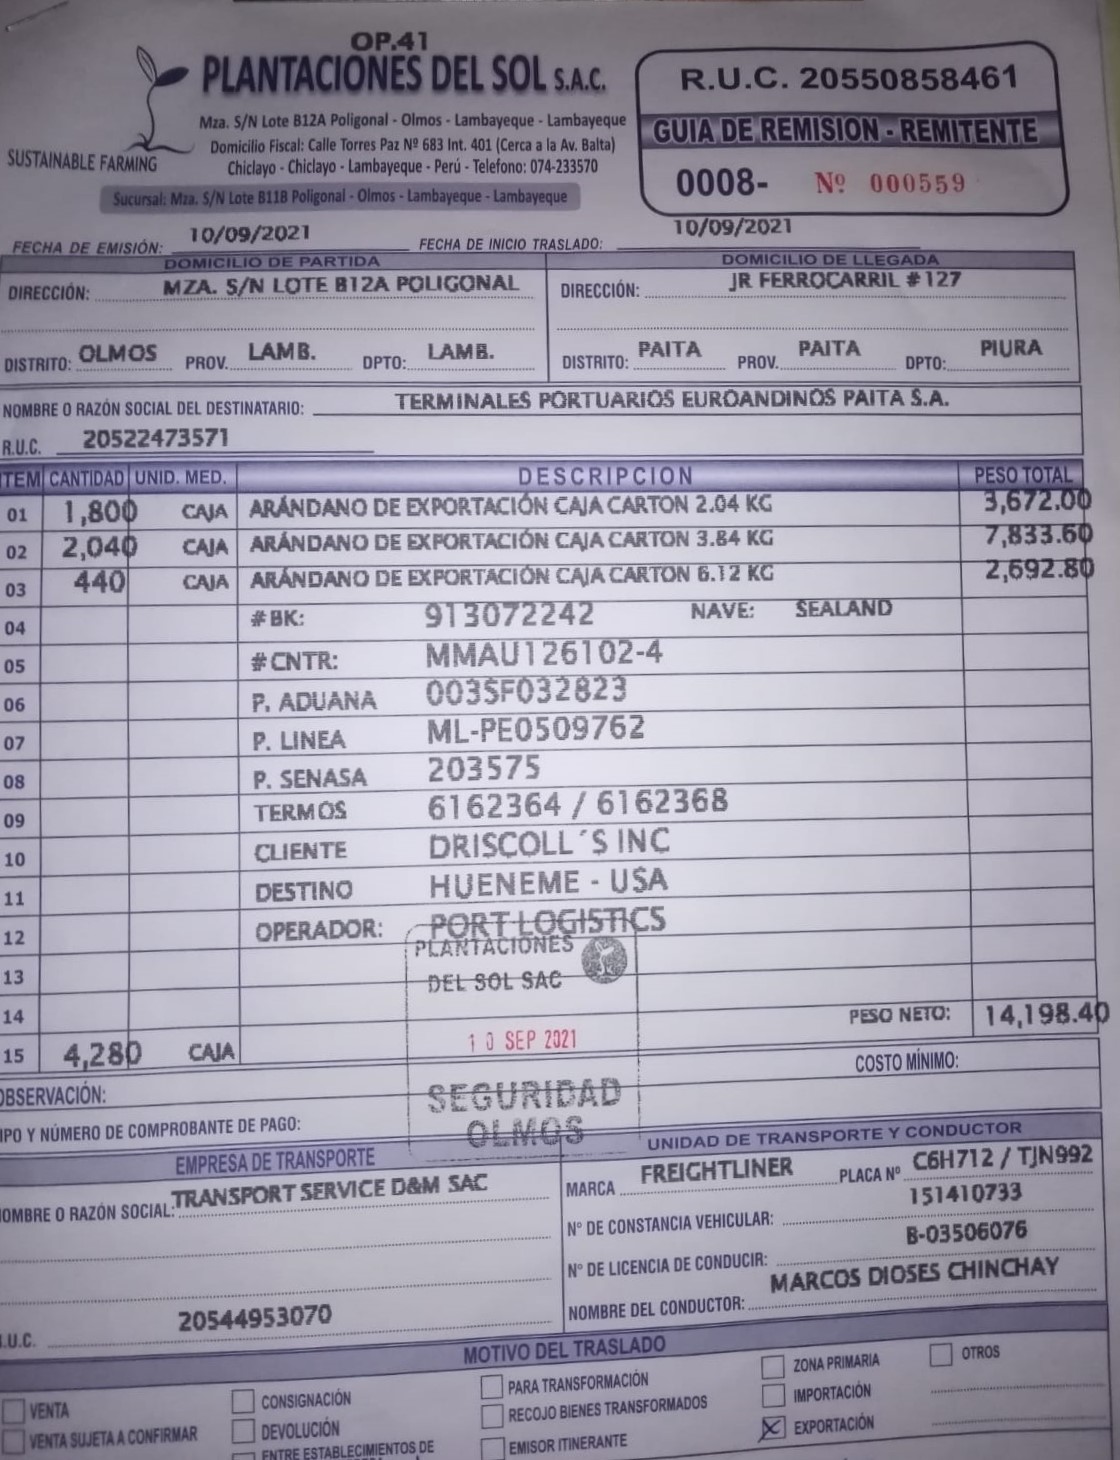 OP.41
PLANTACIONES DEL SOL S.A.C.
Mza. S/N Lote B12A Poligonal - Olmos - Lambayeque - Lambayeque
Domicilio Fiscal: Calle Torres Paz Nº 683 Int. 401 (Cerca a la Av. Balta)
Chiclayo - Chiclayo - Lambayeque - Perú - Telefono: 074-233570
SUSTAINABLE FARMING
Sucursal: Mza. S/N Lote B11B Poligonal - Olmos - Lambayeque - Lambayeque
R.U.C. 20550858461
GUIA DE REMISION - REMITENTE
0008- Nº 000559
FECHA DE EMISIÓN: 10/09/2021 FECHA DE INICIO TRASLADO: 10/09/2021
DOMICILIO DE PARTIDA DOMICILIO DE LLEGADA
DIRECCIÓN: MZA. S/N LOTE B12A POLIGONAL DIRECCIÓN: JR FERROCARRIL #127
DISTRITO: OLMOS PROV. LAMB. DPTO: LAMB. DISTRITO: PAITA PROV. PAITA DPTO: PIURA
NOMBRE O RAZÓN SOCIAL DEL DESTINATARIO: TERMINALES PORTUARIOS EUROANDINOS PAITA S.A.
R.U.C. 20522473571
ITEM CANTIDAD UNID. MED. DESCRIPCION PESO TOTAL
01 1,800 CAJA ARÁNDANO DE EXPORTACIÓN CAJA CARTON 2.04 KG 3,672.00
02 2,040 CAJA ARÁNDANO DE EXPORTACIÓN CAJA CARTON 3.84 KG 7,833.60
03 440 CAJA ARÁNDANO DE EXPORTACIÓN CAJA CARTON 6.12 KG 2,692.80
04 #BK: 913072242 NAVE: SEALAND
05 #CNTR: MMAU126102-4
06 P. ADUANA 003SF032823
07 P. LINEA ML-PE0509762
08 P. SENASA 203575
09 TERMOS 6162364 / 6162368
10 CLIENTE DRISCOLL´S INC
11 DESTINO HUENEME - USA
12 OPERADOR: PORT LOGISTICS
PLANTACIONES
13 DEL SOL SAC
14 PESO NETO: 14,198.40
15 4,280 CAJA 10 SEP 2021
COSTO MÍNIMO:
OBSERVACIÓN: SEGURIDAD
IPO Y NÚMERO DE COMPROBANTE DE PAGO: OLMOS
EMPRESA DE TRANSPORTE UNIDAD DE TRANSPORTE Y CONDUCTOR
OMBRE O RAZÓN SOCIAL: TRANSPORT SERVICE D&M SAC
MARCA FREIGHTLINER PLACA Nº C6H712 / TJN992
N° DE CONSTANCIA VEHICULAR: 151410733
N° DE LICENCIA DE CONDUCIR: B-03506076
NOMBRE DEL CONDUCTOR: MARCOS DIOSES CHINCHAY
.U.C. 20544953070
MOTIVO DEL TRASLADO
VENTA CONSIGNACIÓN PARA TRANSFORMACIÓN ZONA PRIMARIA OTROS
VENTA SUJETA A CONFIRMAR DEVOLUCIÓN RECOJO BIENES TRANSFORMADOS IMPORTACIÓN
ENTRE ESTABLECIMIENTOS DE EMISOR ITINERANTE EXPORTACIÓN